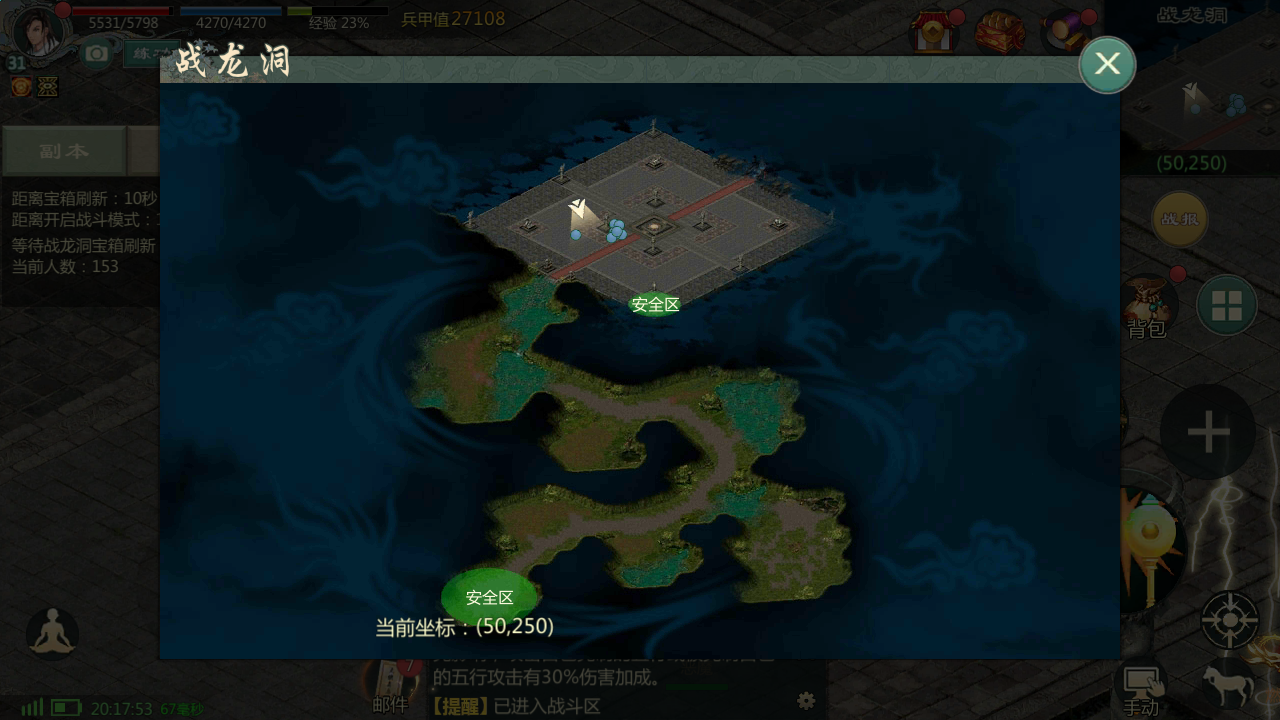 5531/5798
4270/4270
经验 23%
兵甲值27108
31
战龙洞
战龙洞
(50,250)
副本
距离宝箱刷新：10秒
距离开启战斗模式：
等待战龙洞宝箱刷新
当前人数：153
战报
背包
安全区
安全区
当前坐标：(50,250)
的五行攻击有30%伤害加成。
【提醒】已进入战斗区
7
邮件
手动
20:17:53 67毫秒